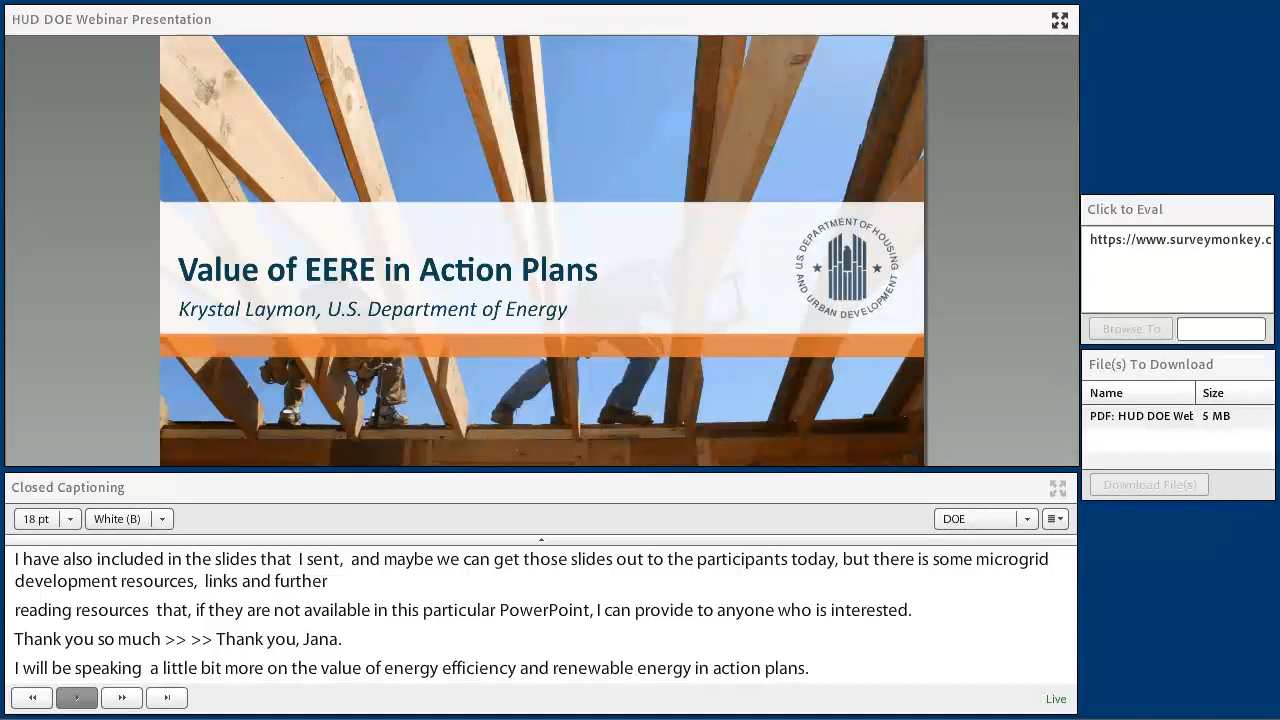 HUD DOE Webinar Presentation
Value of EERE in Action Plans
Krystal Laymon, U.S. Department of Energy
U.S. DEPARTMENT OF HOUSING
AND URBAN DEVELOPMENT
Click to Eval
https://www.surveymonkey.c
Browse To
File(s) To Download
Name Size
PDF: HUD DOE Wel 5 MB
Download File(s)
Closed Captioning
18 pt White (B) DOE
I have also included in the slides that I sent, and maybe we can get those slides out to the participants today, but there is some microgrid
development resources, links and further
reading resources that, if they are not available in this particular PowerPoint, I can provide to anyone who is interested.
Thank you so much >> >> Thank you, Jana.
I will be speaking a little bit more on the value of energy efficiency and renewable energy in action plans.
Live